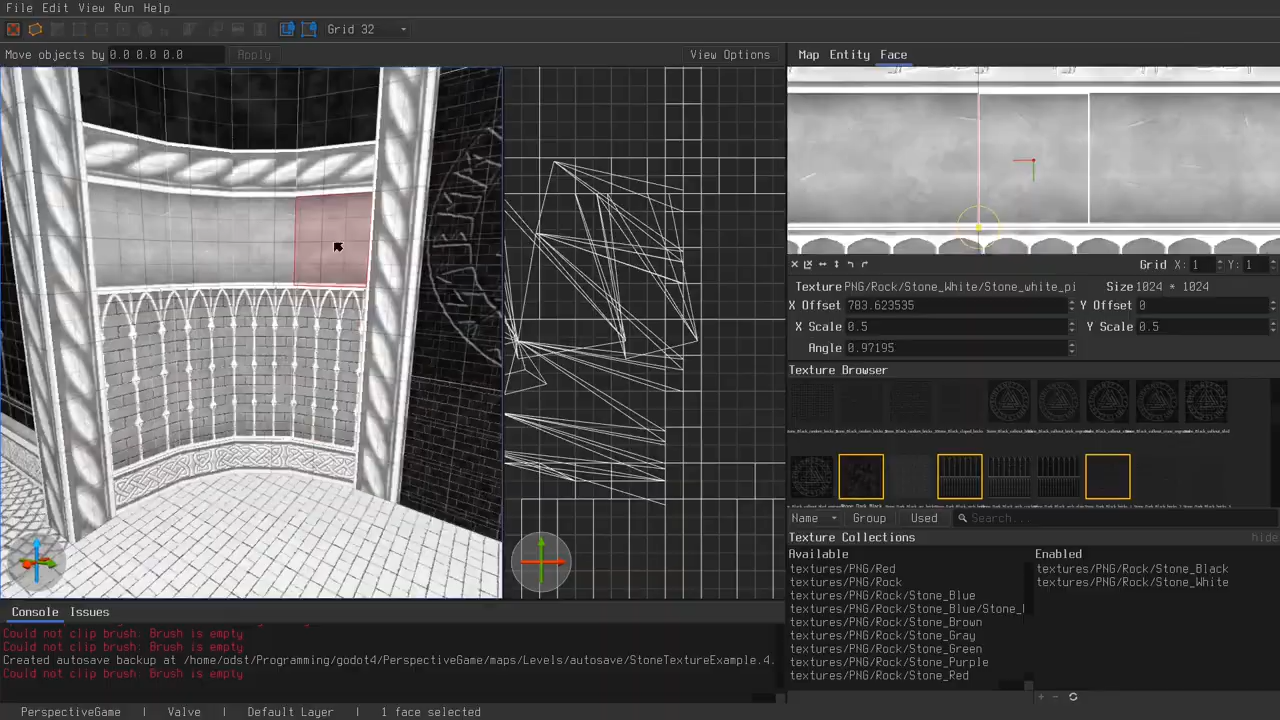 File Edit View Run Help
Grid 32
Move objects by 0.0 0.0 0.0 Apply
View Options
Map Entity Face
Grid X: 1 Y: 1
Texture PNG/Rock/Stone_White/Stone_white_pi Size 1024 * 1024
X Offset 783.623535 Y Offset 0
X Scale 0.5 Y Scale 0.5
Angle 0.97195
Texture Browser
Name Group Used Search...
Texture Collections hide
Available Enabled
textures/PNG/Red
textures/PNG/Rock
textures/PNG/Rock/Stone_Blue
textures/PNG/Rock/Stone_Blue/Stone_
textures/PNG/Rock/Stone_Brown
textures/PNG/Rock/Stone_Gray
textures/PNG/Rock/Stone_Green
textures/PNG/Rock/Stone_Purple
textures/PNG/Rock/Stone_Red
textures/PNG/Rock/Stone_Black
textures/PNG/Rock/Stone_White
Console Issues
Could not clip brush: Brush is empty
Could not clip brush: Brush is empty
Created autosave backup at /home/odst/Programming/godot4/PerspectiveGame/maps/Levels/autosave/StoneTextureExample.4.
Could not clip brush: Brush is empty
PerspectiveGame | Valve | Default Layer | 1 face selected